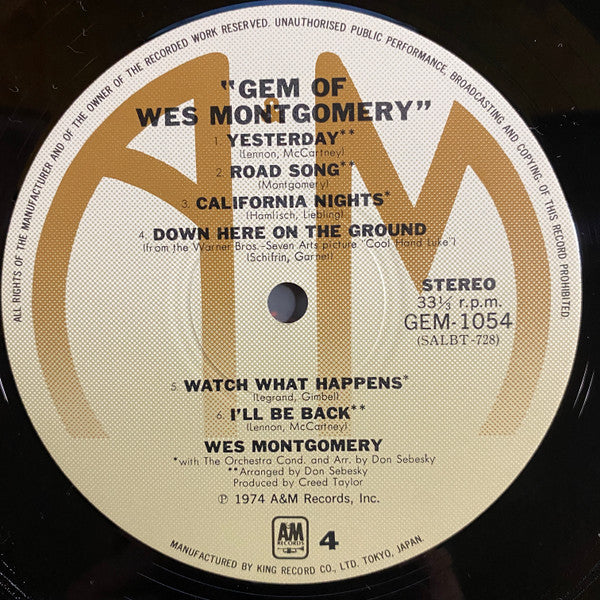 ALL RIGHTS OF THE MANUFACTURER AND OF THE OWNER OF THE RECORDED WORK RESERVED. UNAUTHORISED PUBLIC PERFORMANCE, BROADCASTING AND COPYING OF THIS RECORD PROHIBITED.
"GEM OF
WES MONTGOMERY"
1. YESTERDAY**
(Lennon, McCartney)
2. ROAD SONG**
(Montgomery)
3. CALIFORNIA NIGHTS*
(Hamlisch, Liebling)
4. DOWN HERE ON THE GROUND
(from the Warner Bros.-Seven Arts picture "Cool Hand Luke")
(Schifrin, Garnet)
STEREO
33⅓ r.p.m.
GEM-1054
(SALBT-728)
5. WATCH WHAT HAPPENS*
(Legrand, Gimbel)
6. I'LL BE BACK**
(Lennon, McCartney)
WES MONTGOMERY
*with The Orchestra Cond. and Arr. by Don Sebesky
**Arranged by Don Sebesky
Produced by Creed Taylor
℗ 1974 A&M Records, Inc.
A&M
RECORDS
4
MANUFACTURED BY KING RECORD CO., LTD. TOKYO, JAPAN.